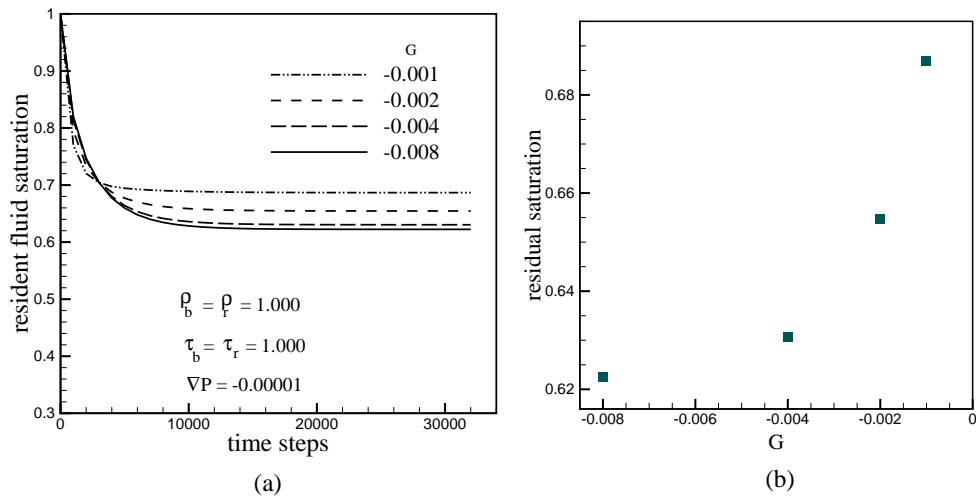 1
0.9
0.8
0.7
0.6
0.5
0.4
0.3
resident fluid saturation
0
10000
20000
30000
time steps
G
-0.001
-0.002
-0.004
-0.008
ρb = ρr = 1.000
τb = τr = 1.000
∇P = -0.00001
(a)
0.68
0.66
0.64
0.62
residual saturation
-0.008
-0.006
-0.004
-0.002
0
G
(b)